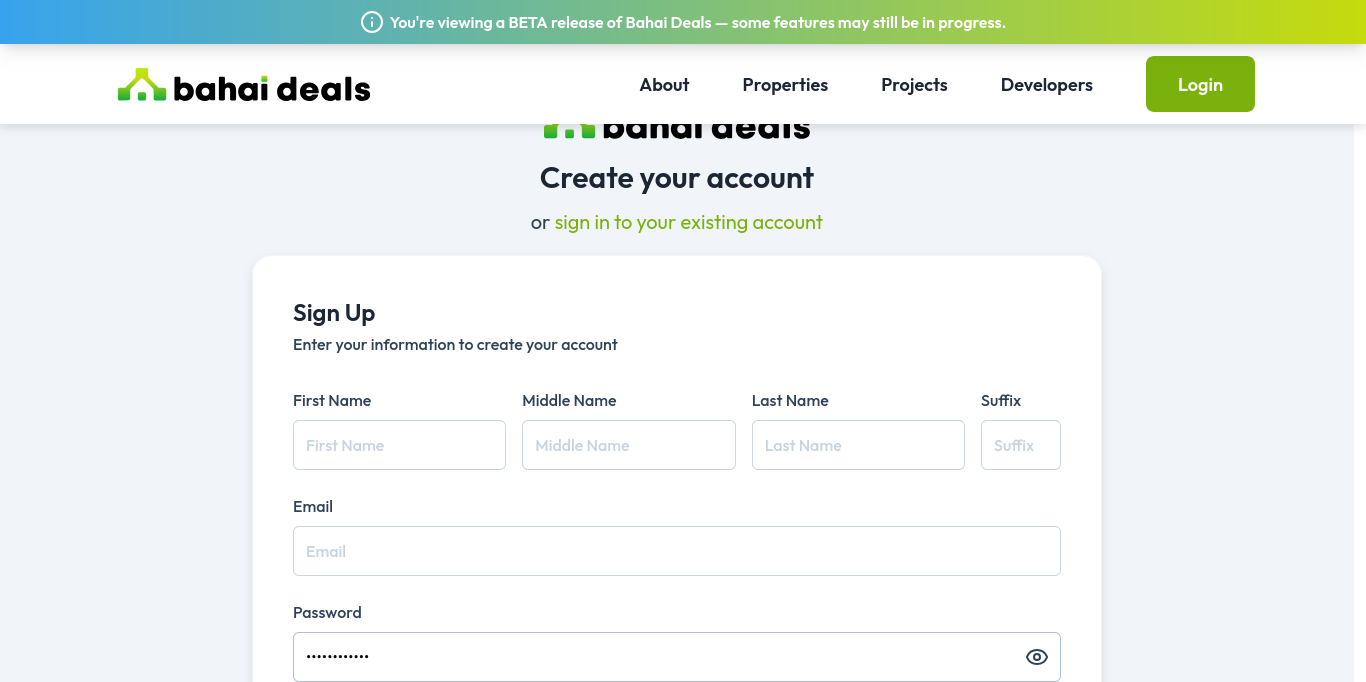 You're viewing a BETA release of Bahai Deals — some features may still be in progress.
bahai deals
About
Properties
Projects
Developers
Login
bahai deals
Create your account
or sign in to your existing account
Sign Up
Enter your information to create your account
First Name
Middle Name
Last Name
Suffix
First Name
Middle Name
Last Name
Suffix
Email
Email
Password
••••••••••••